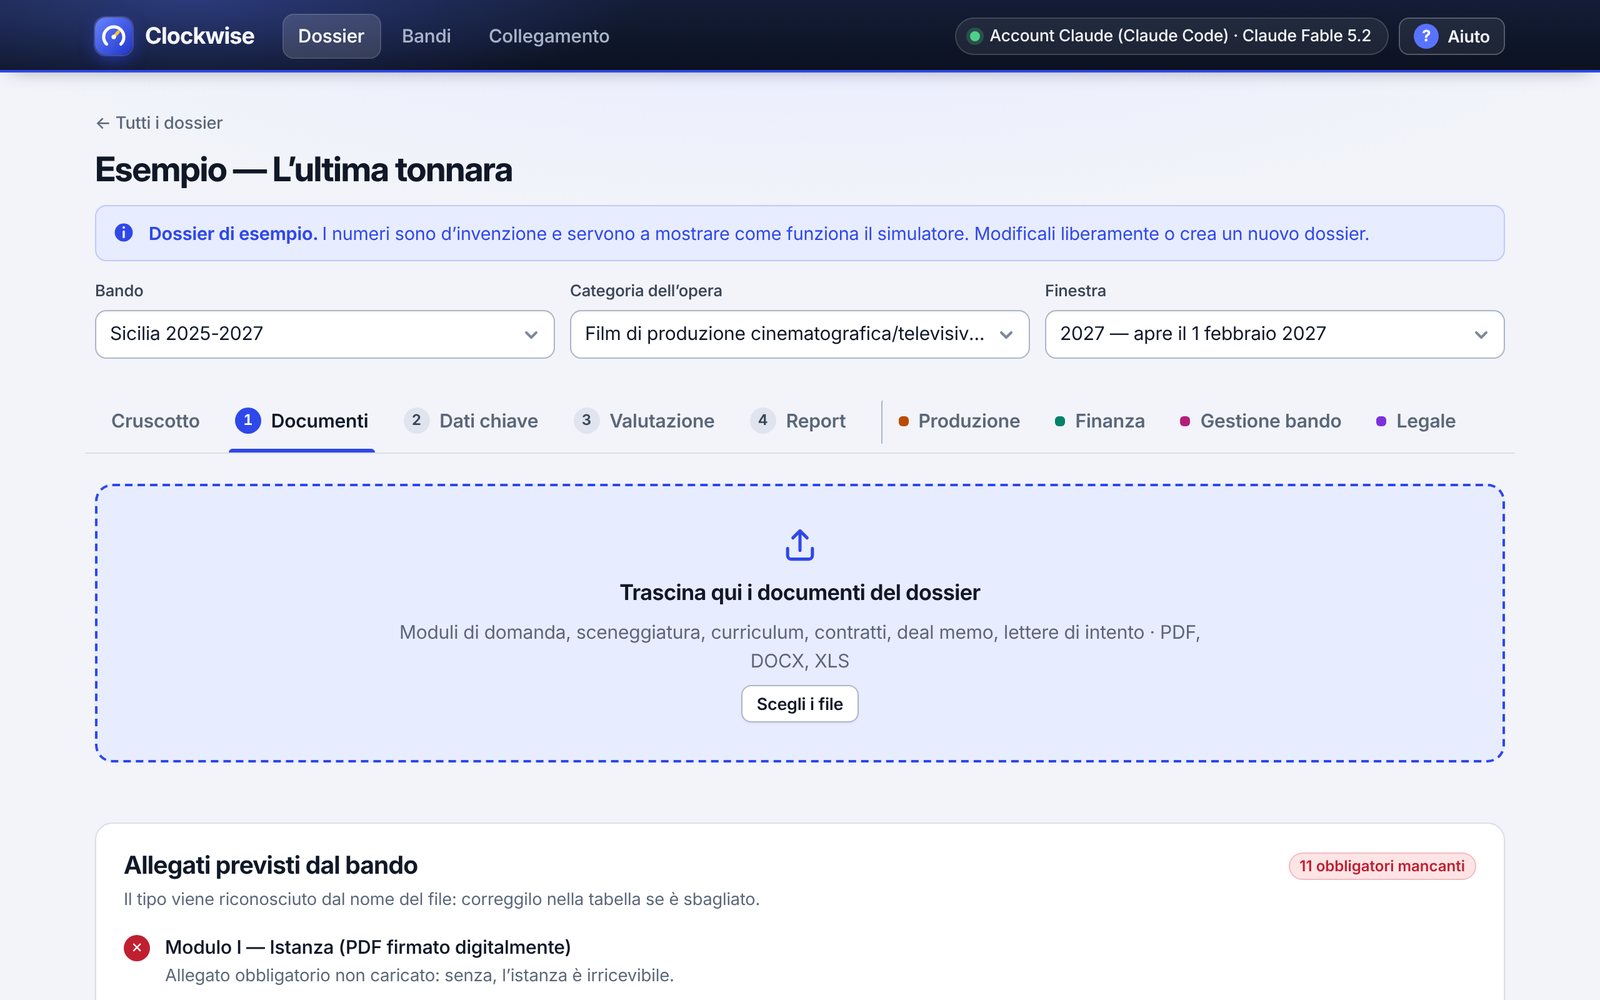 Clockwise
Dossier
Bandi
Collegamento
Account Claude (Claude Code) · Claude Fable 5.2
? Aiuto
← Tutti i dossier
Esempio — L’ultima tonnara
Dossier di esempio. I numeri sono d’invenzione e servono a mostrare come funziona il simulatore. Modificali liberamente o crea un nuovo dossier.
Bando
Categoria dell’opera
Finestra
Sicilia 2025-2027
Film di produzione cinematografica/televisiv…
2027 — apre il 1 febbraio 2027
Cruscotto
1 Documenti
2 Dati chiave
3 Valutazione
4 Report
Produzione
Finanza
Gestione bando
Legale
Trascina qui i documenti del dossier
Moduli di domanda, sceneggiatura, curriculum, contratti, deal memo, lettere di intento · PDF,
DOCX, XLS
Scegli i file
Allegati previsti dal bando
11 obbligatori mancanti
Il tipo viene riconosciuto dal nome del file: correggilo nella tabella se è sbagliato.
Modulo I — Istanza (PDF firmato digitalmente)
Allegato obbligatorio non caricato: senza, l’istanza è irricevibile.